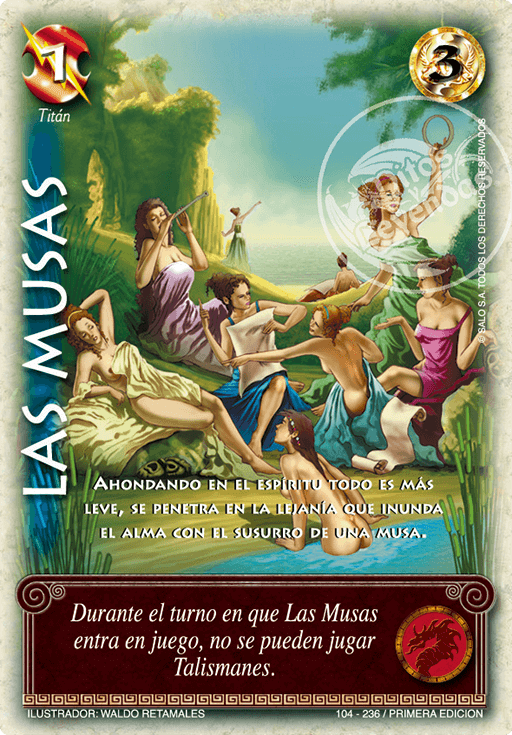 1
3
Titán
LAS MUSAS
Mitos y Leyendas
© SALO S.A. TODOS LOS DERECHOS RESERVADOS
AHONDANDO EN EL ESPÍRITU TODO ES MÁS
LEVE, SE PENETRA EN LA LEJANÍA QUE INUNDA
EL ALMA CON EL SUSURRO DE UNA MUSA.
Durante el turno en que Las Musas
entra en juego, no se pueden jugar
Talismanes.
ILUSTRADOR: WALDO RETAMALES
104 - 236 / PRIMERA EDICION